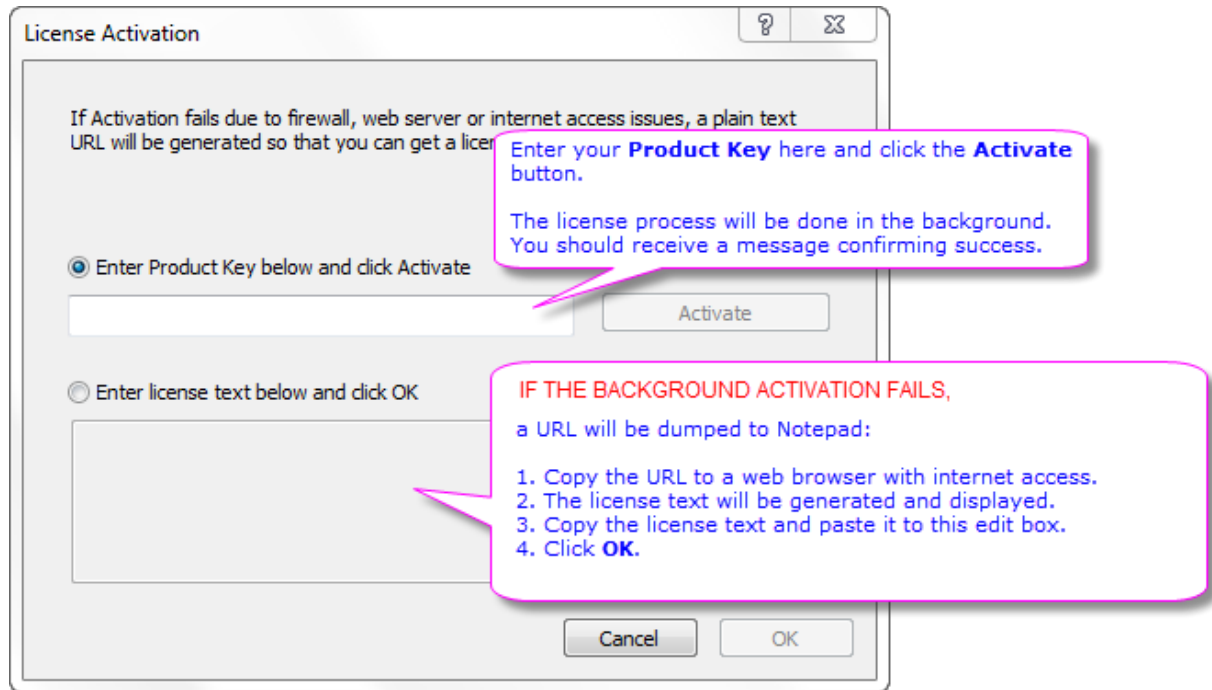 License Activation
If Activation fails due to firewall, web server or internet access issues, a plain text
URL will be generated so that you can get a
Enter your Product Key here and click the Activate
button.
The license process will be done in the background.
You should receive a message confirming success.
Enter Product Key below and click Activate
Activate
Enter license text below and click OK
IF THE BACKGROUND ACTIVATION FAILS,
a URL will be dumped to Notepad:
1. Copy the URL to a web browser with internet access.
2. The license text will be generated and displayed.
3. Copy the license text and paste it to this edit box.
4. Click OK.
Cancel
OK